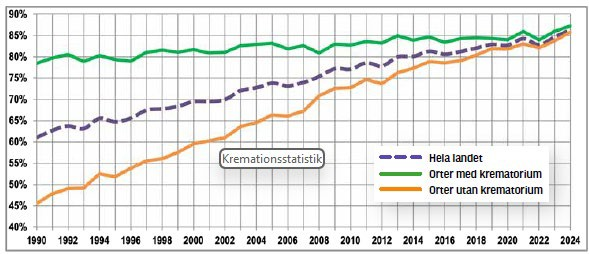 90%
85%
80%
75%
70%
65%
60%
55%
50%
45%
40%
Kremationsstatistik
Hela landet
Orter med krematorium
Orter utan krematorium
1990 1992 1994 1996 1998 2000 2002 2003 2006 2008 2010 2012 2014 2016 2018 2020 2022 2024